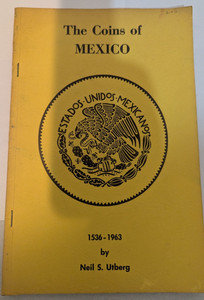 The Coins of
MEXICO
ESTADOS UNIDOS MEXICANOS
1536-1963
by
Neil S. Utberg